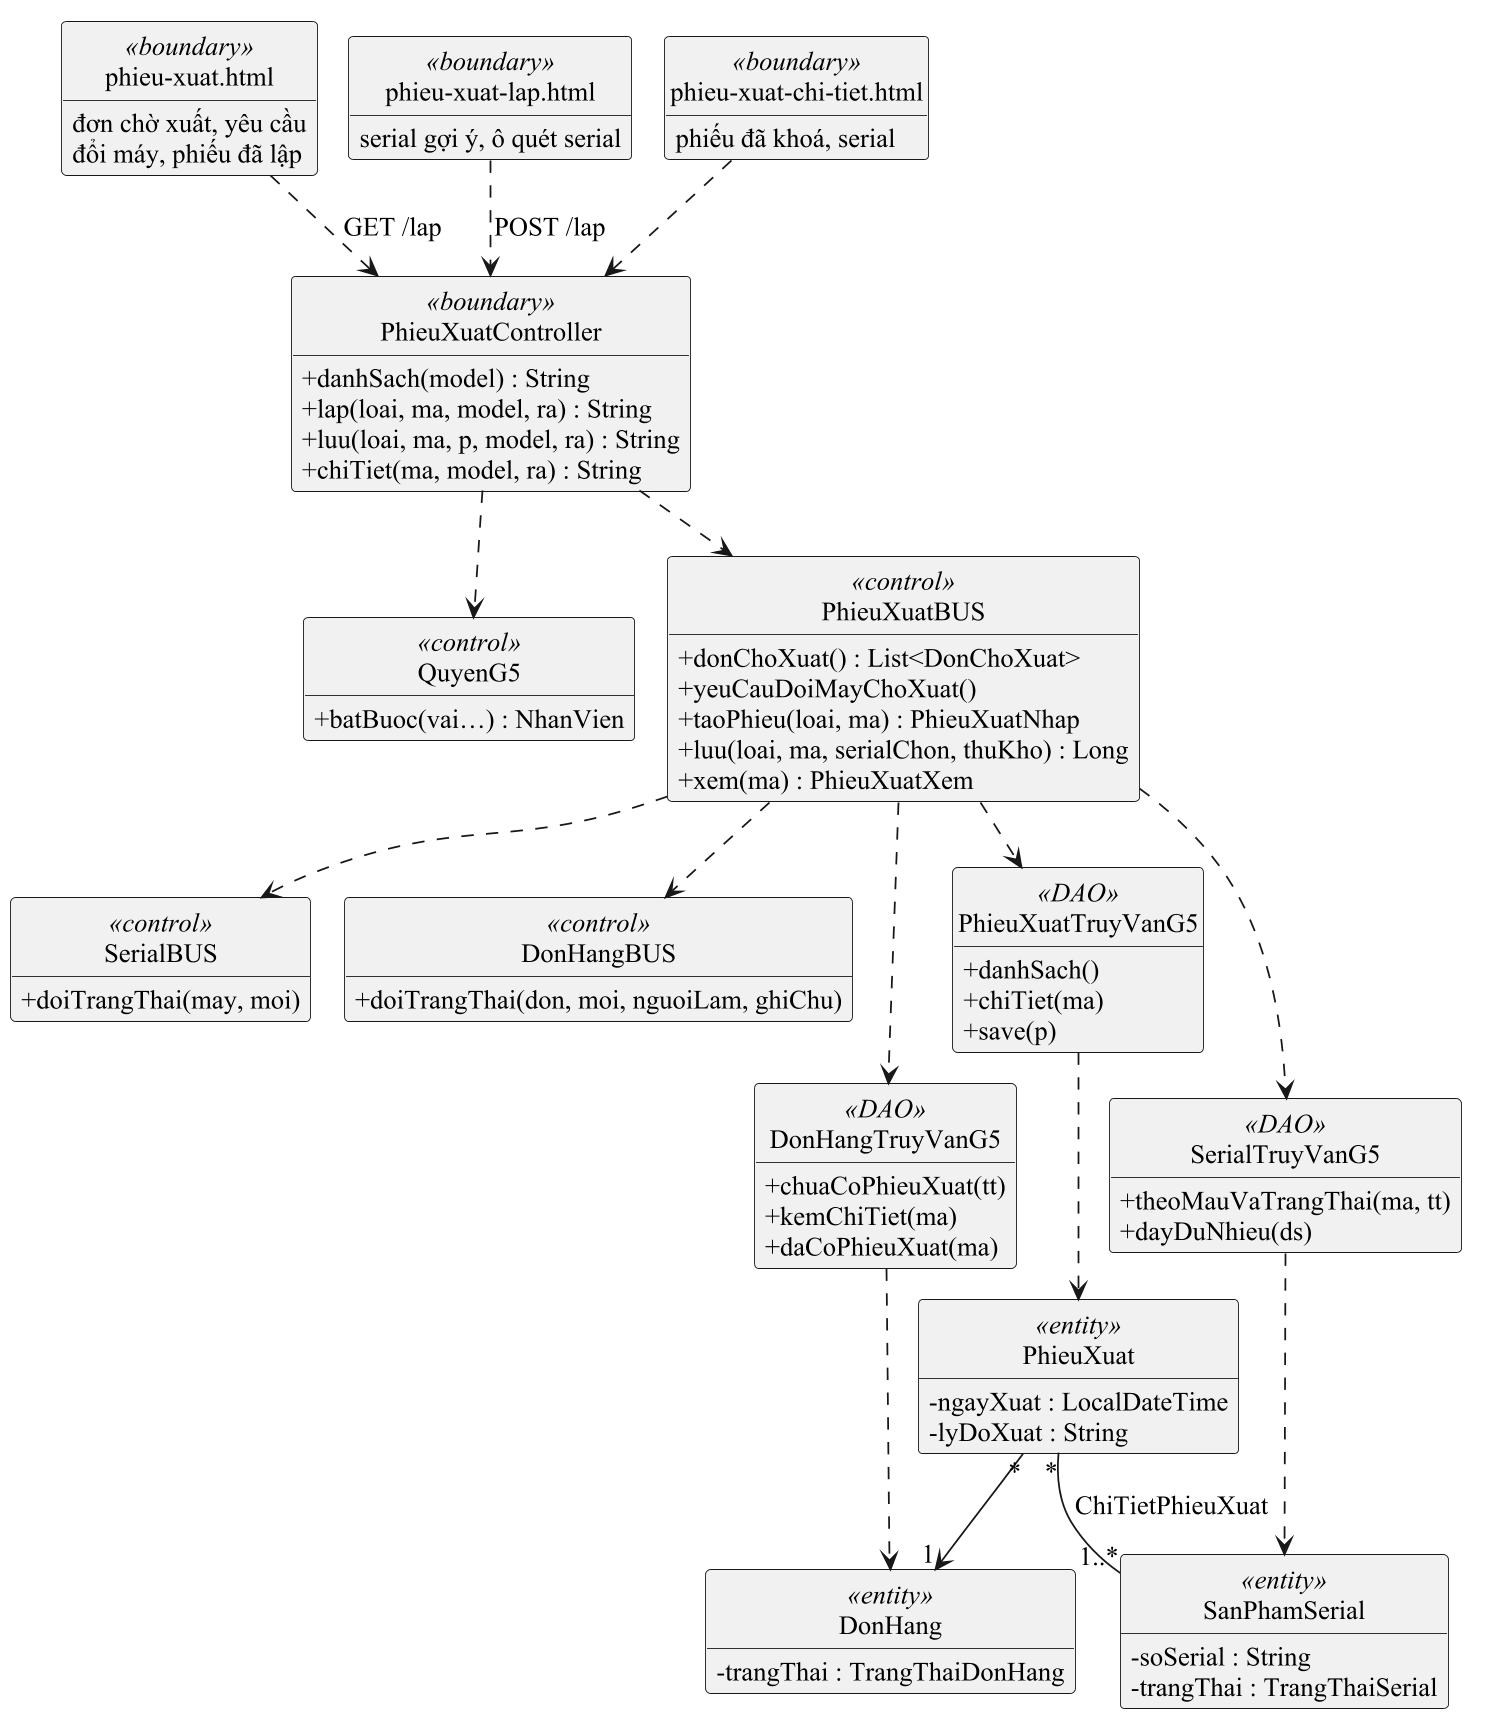 «boundary»
phieu-xuat.html
đơn chờ xuất, yêu cầu
đổi máy, phiếu đã lập
«boundary»
phieu-xuat-lap.html
serial gợi ý, ô quét serial
«boundary»
phieu-xuat-chi-tiet.html
phiếu đã khoá, serial
GET /lap
POST /lap
«boundary»
PhieuXuatController
+danhSach(model) : String
+lap(loai, ma, model, ra) : String
+luu(loai, ma, p, model, ra) : String
+chiTiet(ma, model, ra) : String
«control»
QuyenG5
+batBuoc(vai…) : NhanVien
«control»
PhieuXuatBUS
+donChoXuat() : List<DonChoXuat>
+yeuCauDoiMayChoXuat()
+taoPhieu(loai, ma) : PhieuXuatNhap
+luu(loai, ma, serialChon, thuKho) : Long
+xem(ma) : PhieuXuatXem
«control»
SerialBUS
+doiTrangThai(may, moi)
«control»
DonHangBUS
+doiTrangThai(don, moi, nguoiLam, ghiChu)
«DAO»
PhieuXuatTruyVanG5
+danhSach()
+chiTiet(ma)
+save(p)
«DAO»
DonHangTruyVanG5
+chuaCoPhieuXuat(tt)
+kemChiTiet(ma)
+daCoPhieuXuat(ma)
«DAO»
SerialTruyVanG5
+theoMauVaTrangThai(ma, tt)
+dayDuNhieu(ds)
«entity»
PhieuXuat
-ngayXuat : LocalDateTime
-lyDoXuat : String
*
*
ChiTietPhieuXuat
1
1..*
«entity»
DonHang
-trangThai : TrangThaiDonHang
«entity»
SanPhamSerial
-soSerial : String
-trangThai : TrangThaiSerial